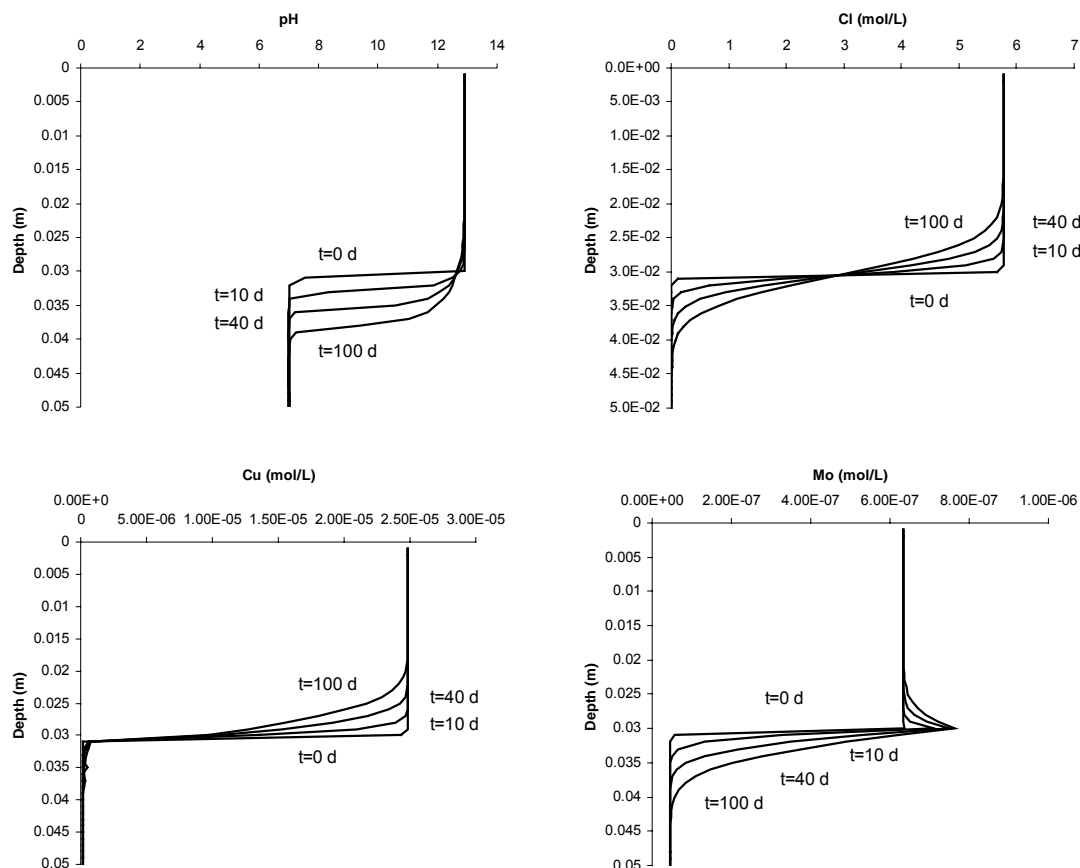 pH
0 2 4 6 8 10 12 14
0
0.005
0.01
0.015
0.02
0.025
0.03
0.035
0.04
0.045
0.05
Depth (m)
t=0 d
t=10 d
t=40 d
t=100 d
Cl (mol/L)
0 1 2 3 4 5 6 7
0.0E+00
5.0E-03
1.0E-02
1.5E-02
2.0E-02
2.5E-02
3.0E-02
3.5E-02
4.0E-02
4.5E-02
5.0E-02
Depth (m)
t=100 d
t=40 d
t=10 d
t=0 d
Cu (mol/L)
0.00E+0
0 5.00E-06 1.00E-05 1.50E-05 2.00E-05 2.50E-05 3.00E-05
0
0.005
0.01
0.015
0.02
0.025
0.03
0.035
0.04
0.045
0.05
Depth (m)
t=100 d
t=40 d
t=10 d
t=0 d
Mo (mol/L)
0.00E+00 2.00E-07 4.00E-07 6.00E-07 8.00E-07 1.00E-06
0
0.005
0.01
0.015
0.02
0.025
0.03
0.035
0.04
0.045
0.05
Depth (m)
t=0 d
t=10 d
t=40 d
t=100 d